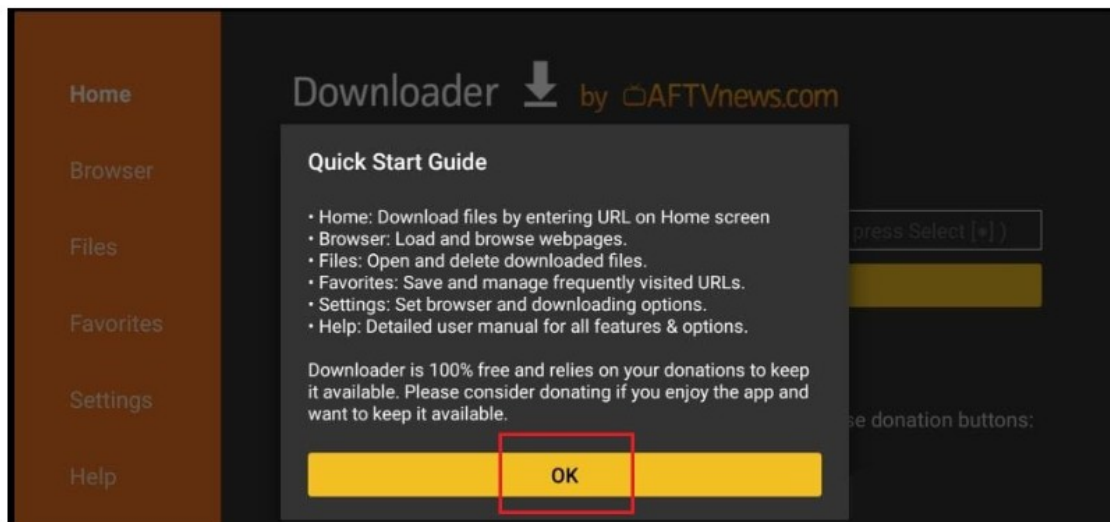 Home
Browser
Files
Favorites
Settings
Help
Downloader by AFTVnews.com
Quick Start Guide
• Home: Download files by entering URL on Home screen
• Browser: Load and browse webpages.
• Files: Open and delete downloaded files.
• Favorites: Save and manage frequently visited URLs.
• Settings: Set browser and downloading options.
• Help: Detailed user manual for all features & options.
Downloader is 100% free and relies on your donations to keep
it available. Please consider donating if you enjoy the app and
want to keep it available.
OK
press Select [•] )
se donation buttons: